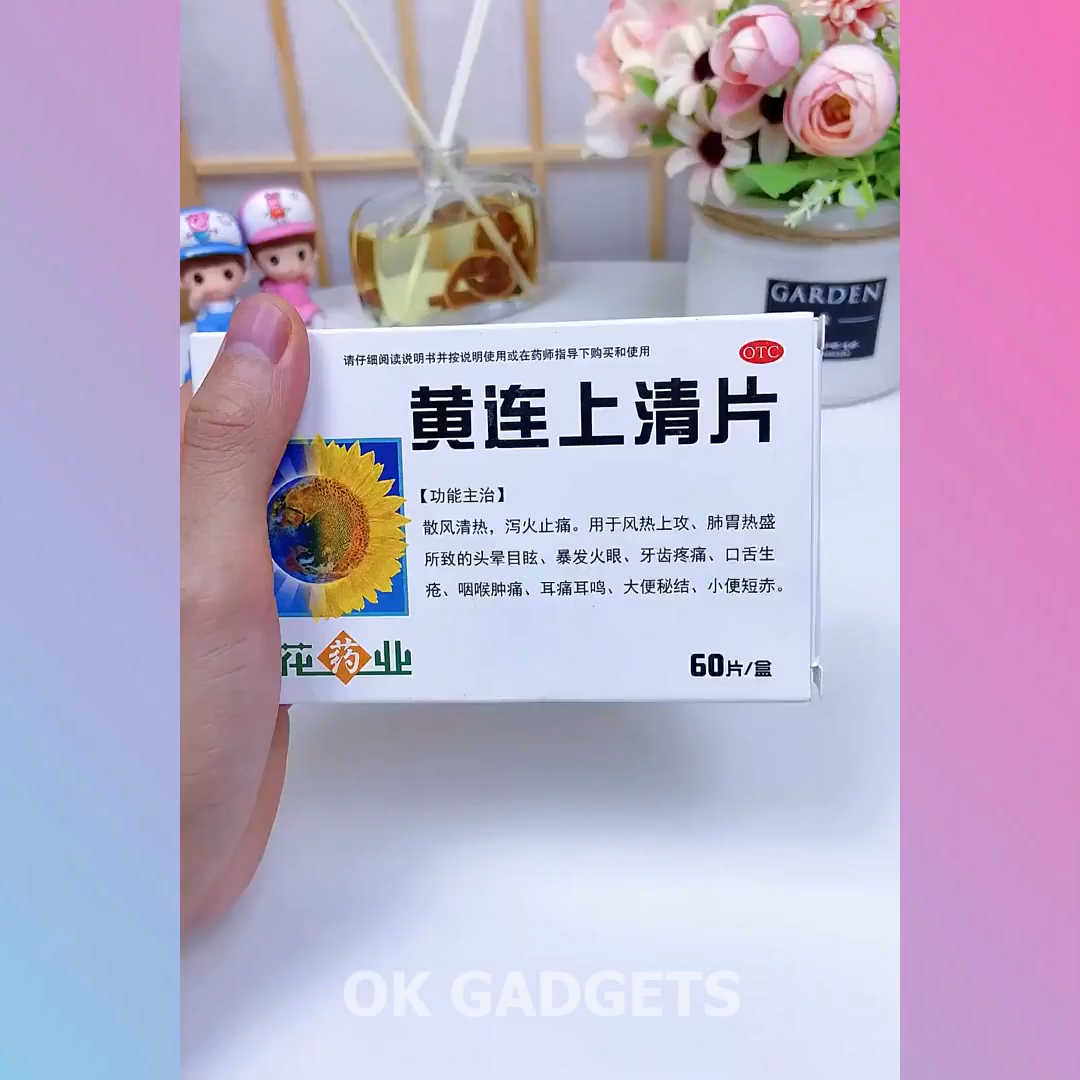 GARDEN
请仔细阅读说明书并按说明使用或在药师指导下购买和使用
OTC
黄连上清片
【功能主治】
散风清热，泻火止痛。用于风热上攻、肺胃热盛
所致的头晕目眩、暴发火眼、牙齿疼痛、口舌生
疮、咽喉肿痛、耳痛耳鸣、大便秘结、小便短赤。
花药业
60片/盒
OK GADGETS